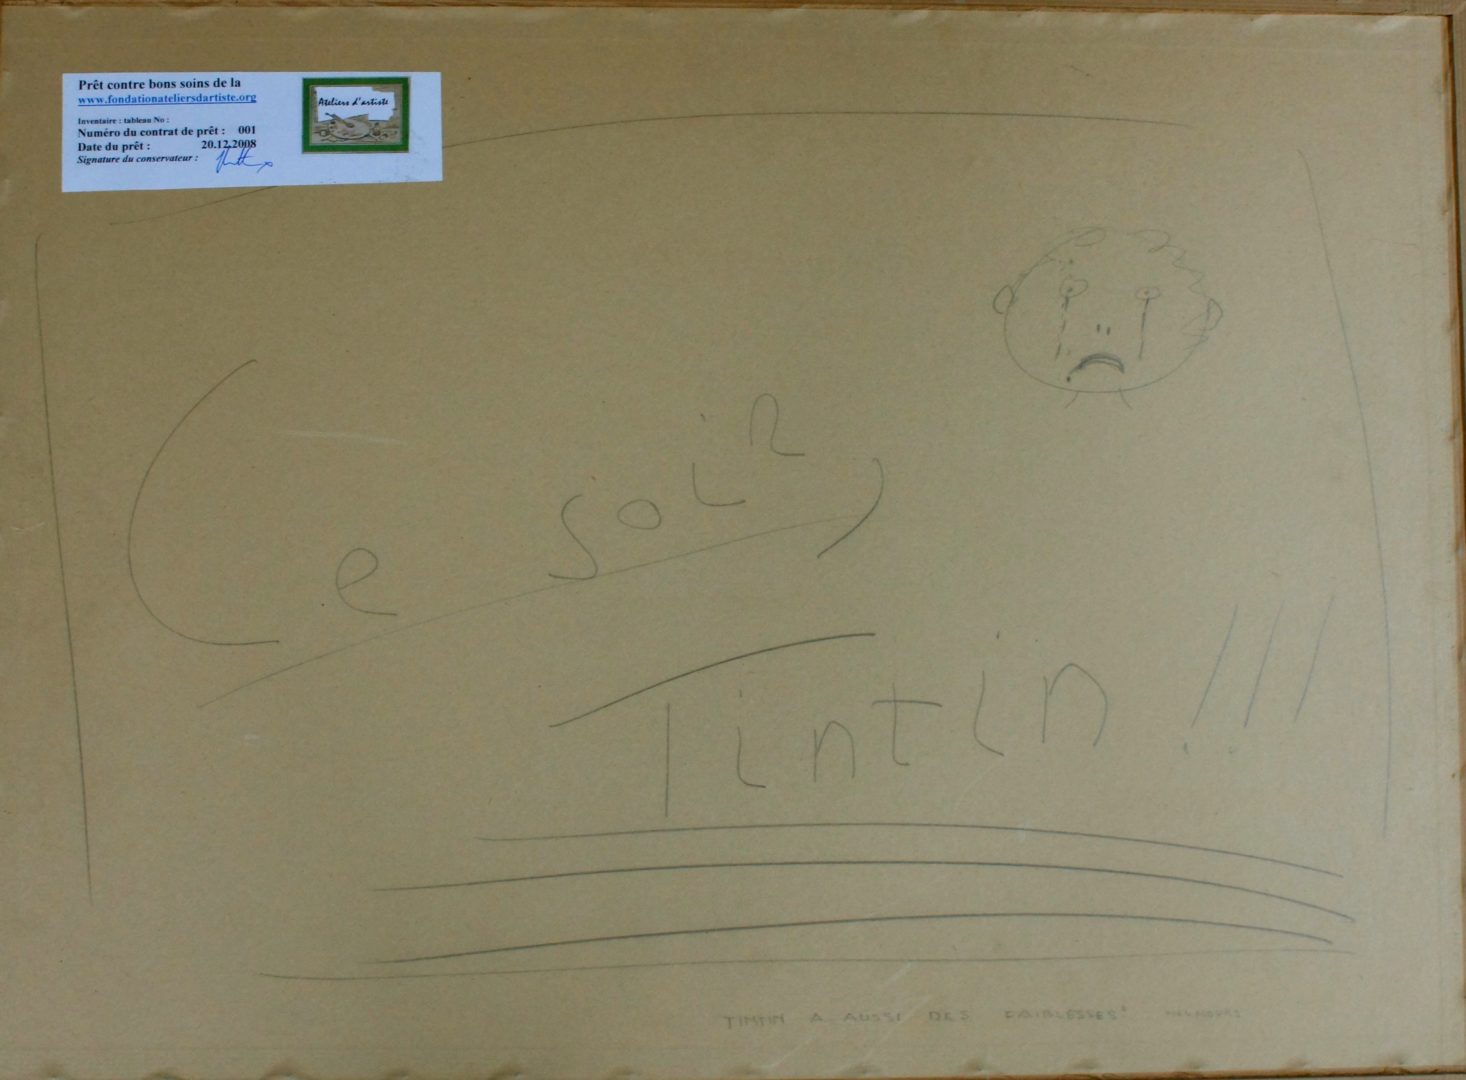 Prêt contre bons soins de la
www.fondationateliersdartiste.org
Inventaire : tableau No :
Numéro du contrat de prêt : 001
Date du prêt : 20.12.2008
Signature du conservateur :
Ateliers d'artiste
Ce soir,
Tintin !!!
TINTIN A AUSSI DES FAIBLESSES!